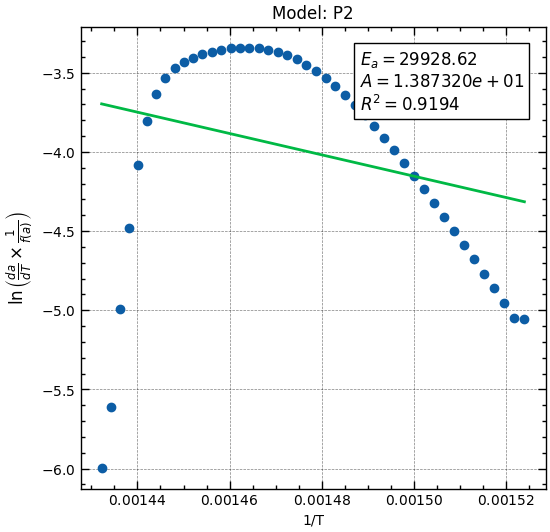 Model: P2
E_a = 29928.62
A = 1.387320e + 01
R² = 0.9194
−3.5
−4.0
−4.5
−5.0
−5.5
−6.0
ln(da/dT × 1/f(a))
0.00144 0.00146 0.00148 0.00150 0.00152
1/T